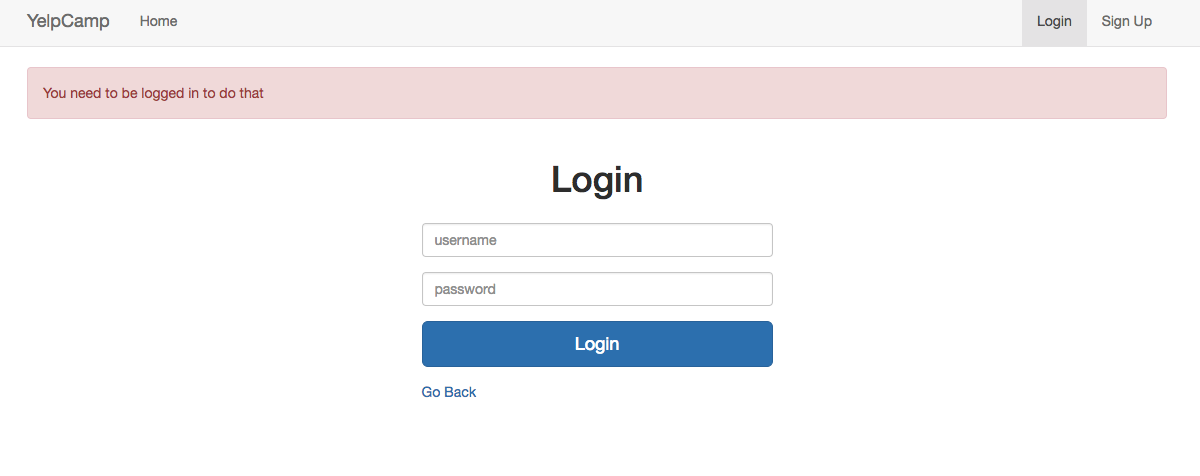 YelpCamp Home Login Sign Up
You need to be logged in to do that
Login
username
password
Login
Go Back